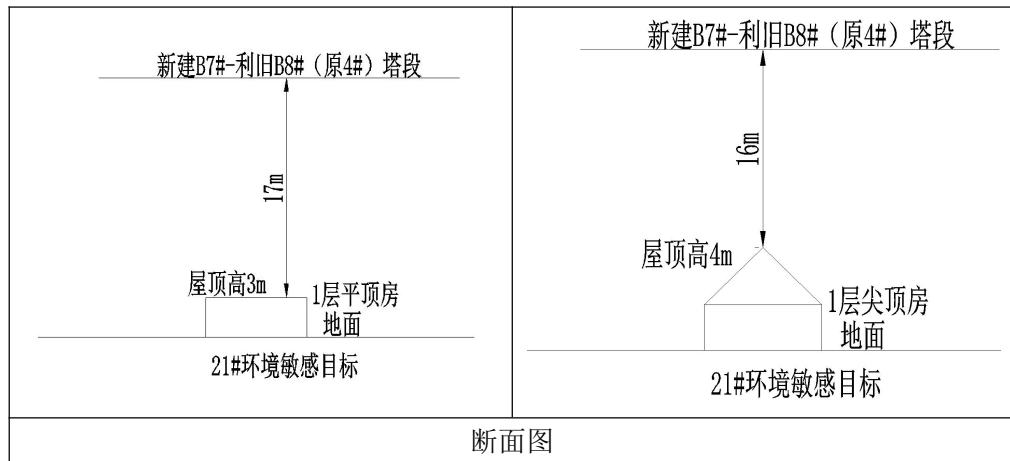 新建B7#-利旧B8#（原4#）塔段
17m
屋顶高3m
1层平顶房
地面
21#环境敏感目标
新建B7#-利旧B8#（原4#）塔段
16m
屋顶高4m
1层尖顶房
地面
21#环境敏感目标
断面图